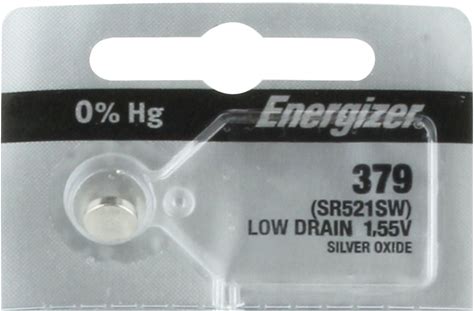 0% Hg
Energizer
379
(SR521SW)
LOW DRAIN 1.55V
SILVER OXIDE